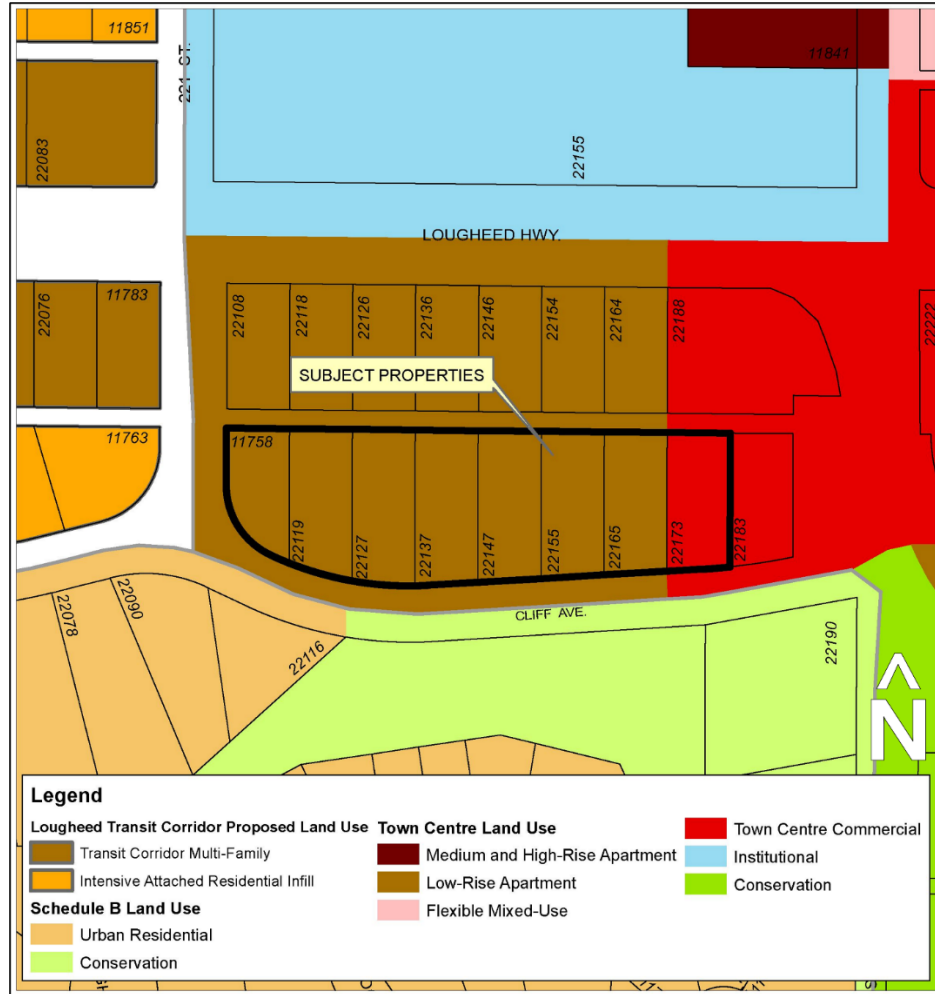 11851
221 ST.
11841
22083
22155
LOUGHEED HWY.
22076
11783
22108
22118
22126
22136
22146
22154
22164
22188
22222
SUBJECT PROPERTIES
11763
11758
22119
22127
22137
22147
22155
22165
22173
22183
CLIFF AVE.
22078
22090
22116
22190
N
Legend
Lougheed Transit Corridor Proposed Land Use
Transit Corridor Multi-Family
Intensive Attached Residential Infill
Schedule B Land Use
Urban Residential
Conservation
Town Centre Land Use
Medium and High-Rise Apartment
Low-Rise Apartment
Flexible Mixed-Use
Town Centre Commercial
Institutional
Conservation